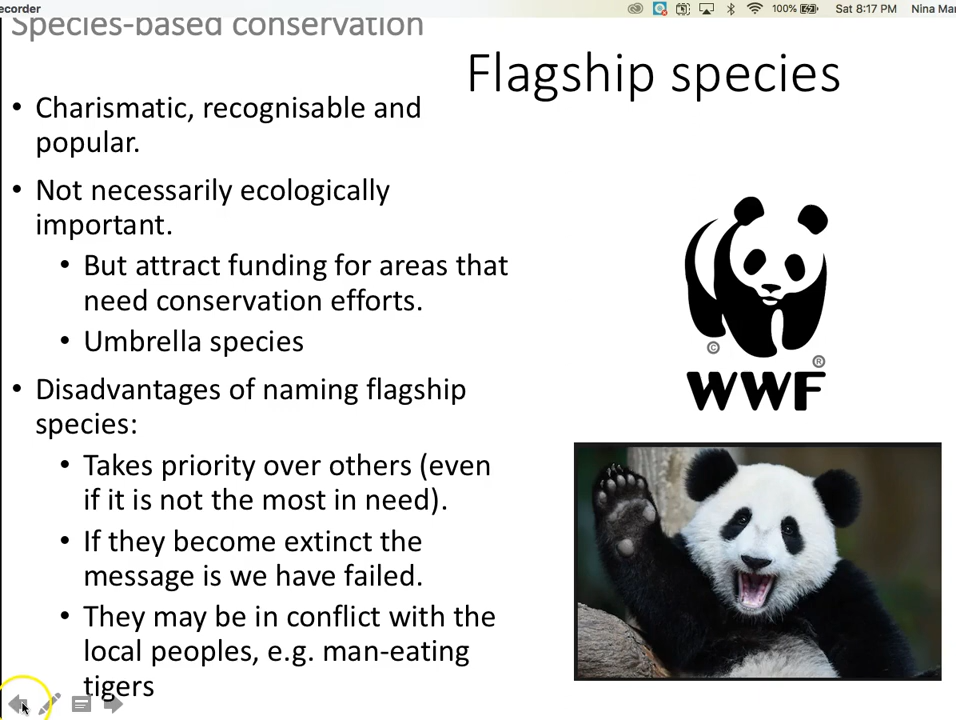 ecorder
100%
Sat 8:17 PM
Nina Mar
Species-based conservation
Flagship species
• Charismatic, recognisable and
popular.
• Not necessarily ecologically
important.
• But attract funding for areas that
need conservation efforts.
• Umbrella species
• Disadvantages of naming flagship
species:
• Takes priority over others (even
if it is not the most in need).
• If they become extinct the
message is we have failed.
• They may be in conflict with the
local peoples, e.g. man-eating
tigers
©
®
WWF